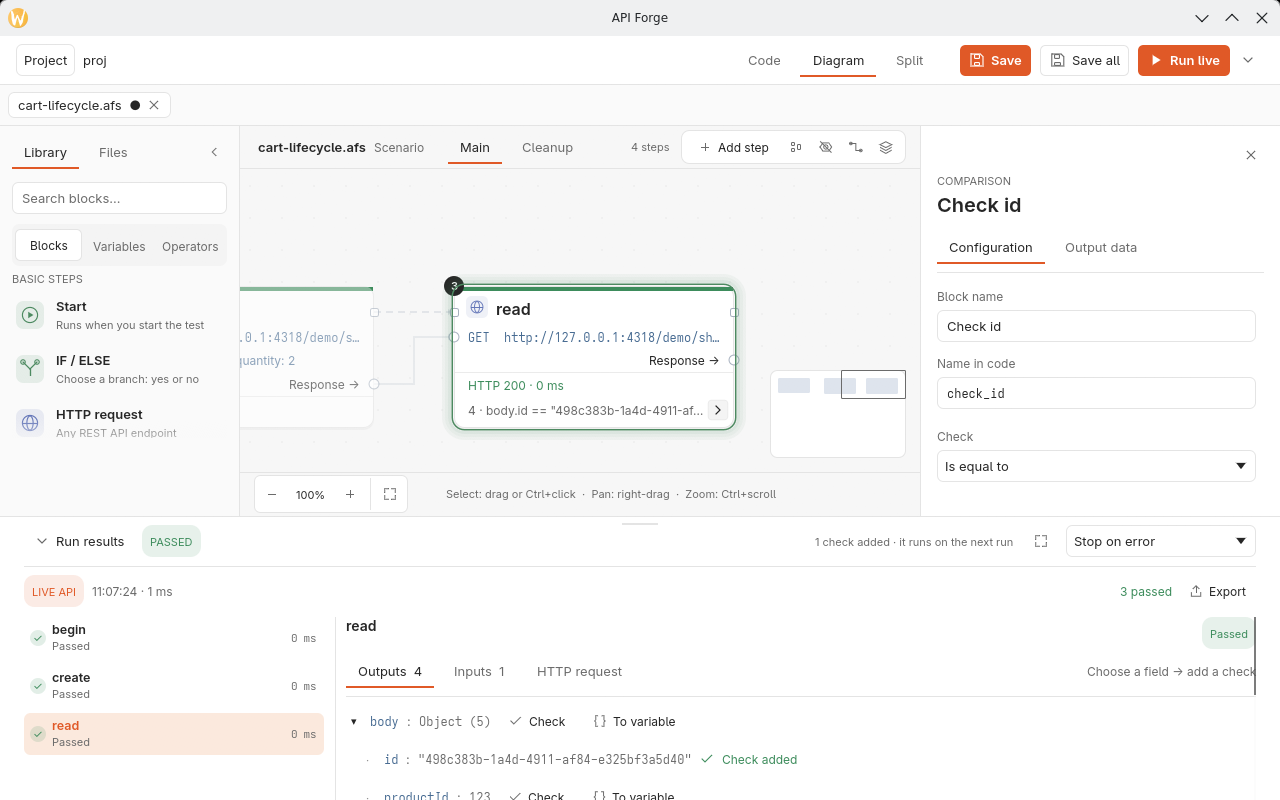 API Forge
Project proj
Code Diagram Split
Save Save all Run live
cart-lifecycle.afs
Library Files
Search blocks...
Blocks Variables Operators
BASIC STEPS
Start
Runs when you start the test
IF / ELSE
Choose a branch: yes or no
HTTP request
Any REST API endpoint
cart-lifecycle.afs Scenario Main Cleanup 4 steps Add step
.0.1:4318/demo/s…
quantity: 2
Response →
3
read
GET http://127.0.0.1:4318/demo/sh…
Response →
HTTP 200 · 0 ms
4 · body.id == "498c383b-1a4d-4911-af...
100%
Select: drag or Ctrl+click · Pan: right-drag · Zoom: Ctrl+scroll
COMPARISON
Check id
Configuration Output data
Block name
Check id
Name in code
check_id
Check
Is equal to
Run results PASSED 1 check added · it runs on the next run Stop on error
LIVE API 11:07:24 · 1 ms 3 passed Export
begin
Passed
0 ms
create
Passed
0 ms
read
Passed
0 ms
read Passed
Outputs 4 Inputs 1 HTTP request Choose a field → add a check
body : Object (5) Check {} To variable
id : "498c383b-1a4d-4911-af84-e325bf3a5d40" Check added
productId : 123 Check {} To variable